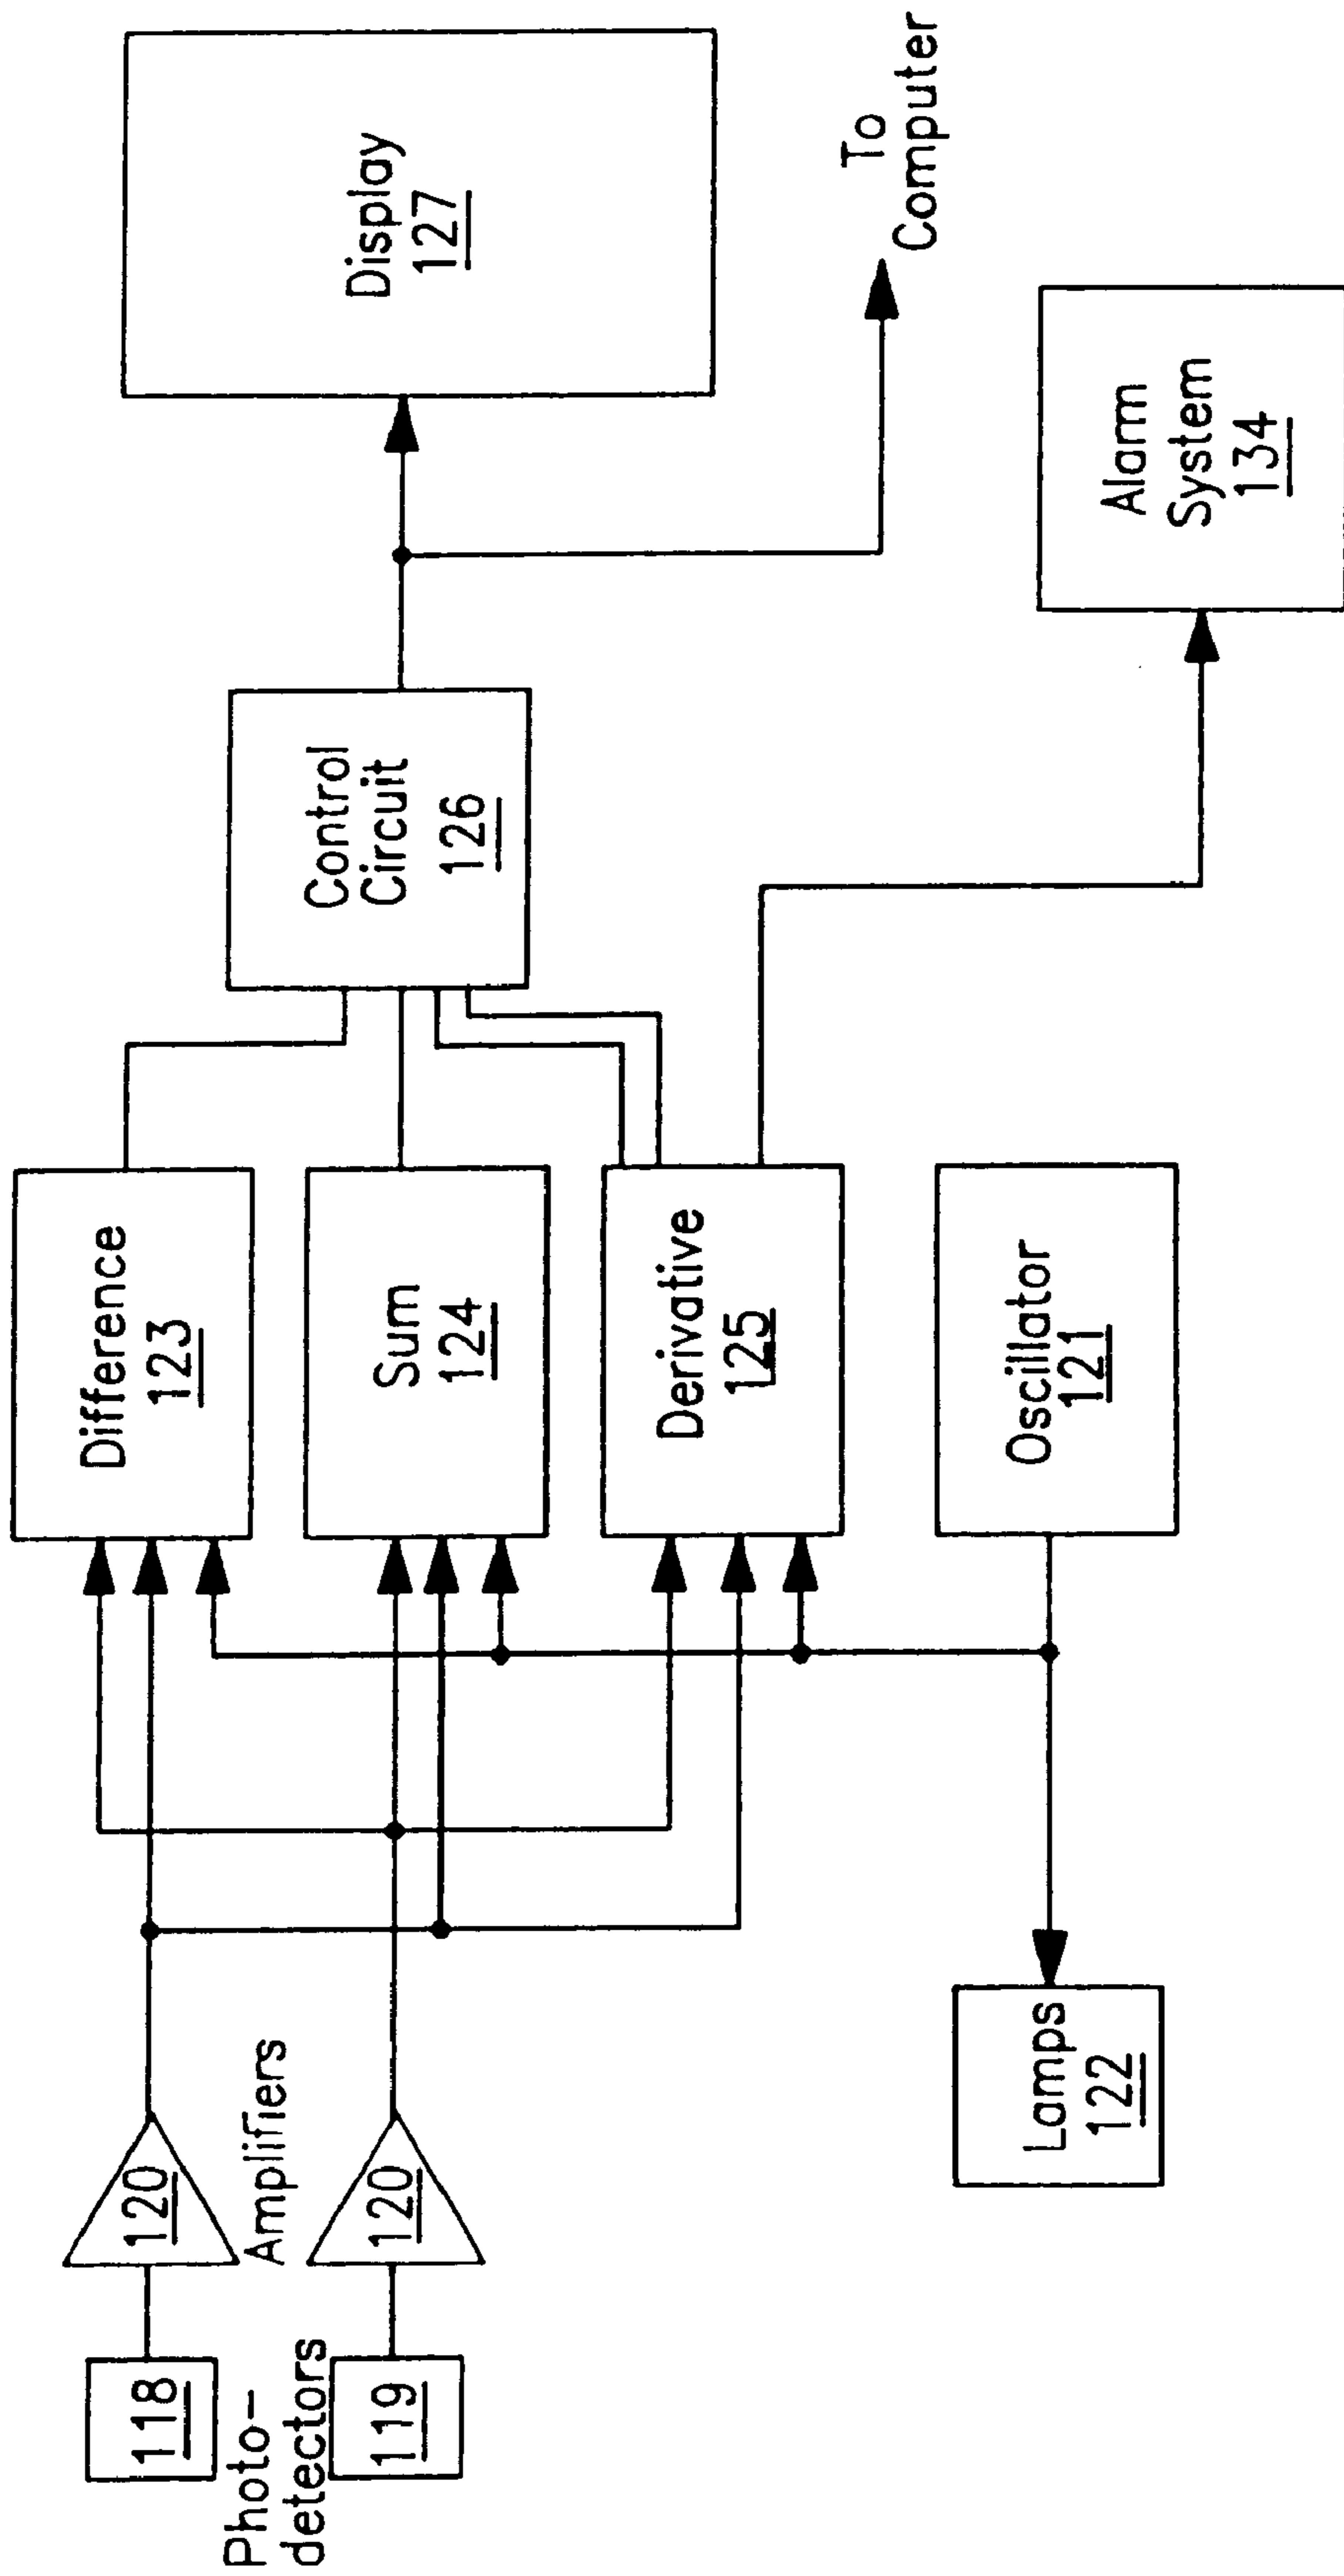 118
Photo-
detectors
119
120
Amplifiers
120
Lamps
122
Difference
123
Sum
124
Derivative
125
Oscillator
121
Control
Circuit
126
Display
127
To
Computer
Alarm
System
134